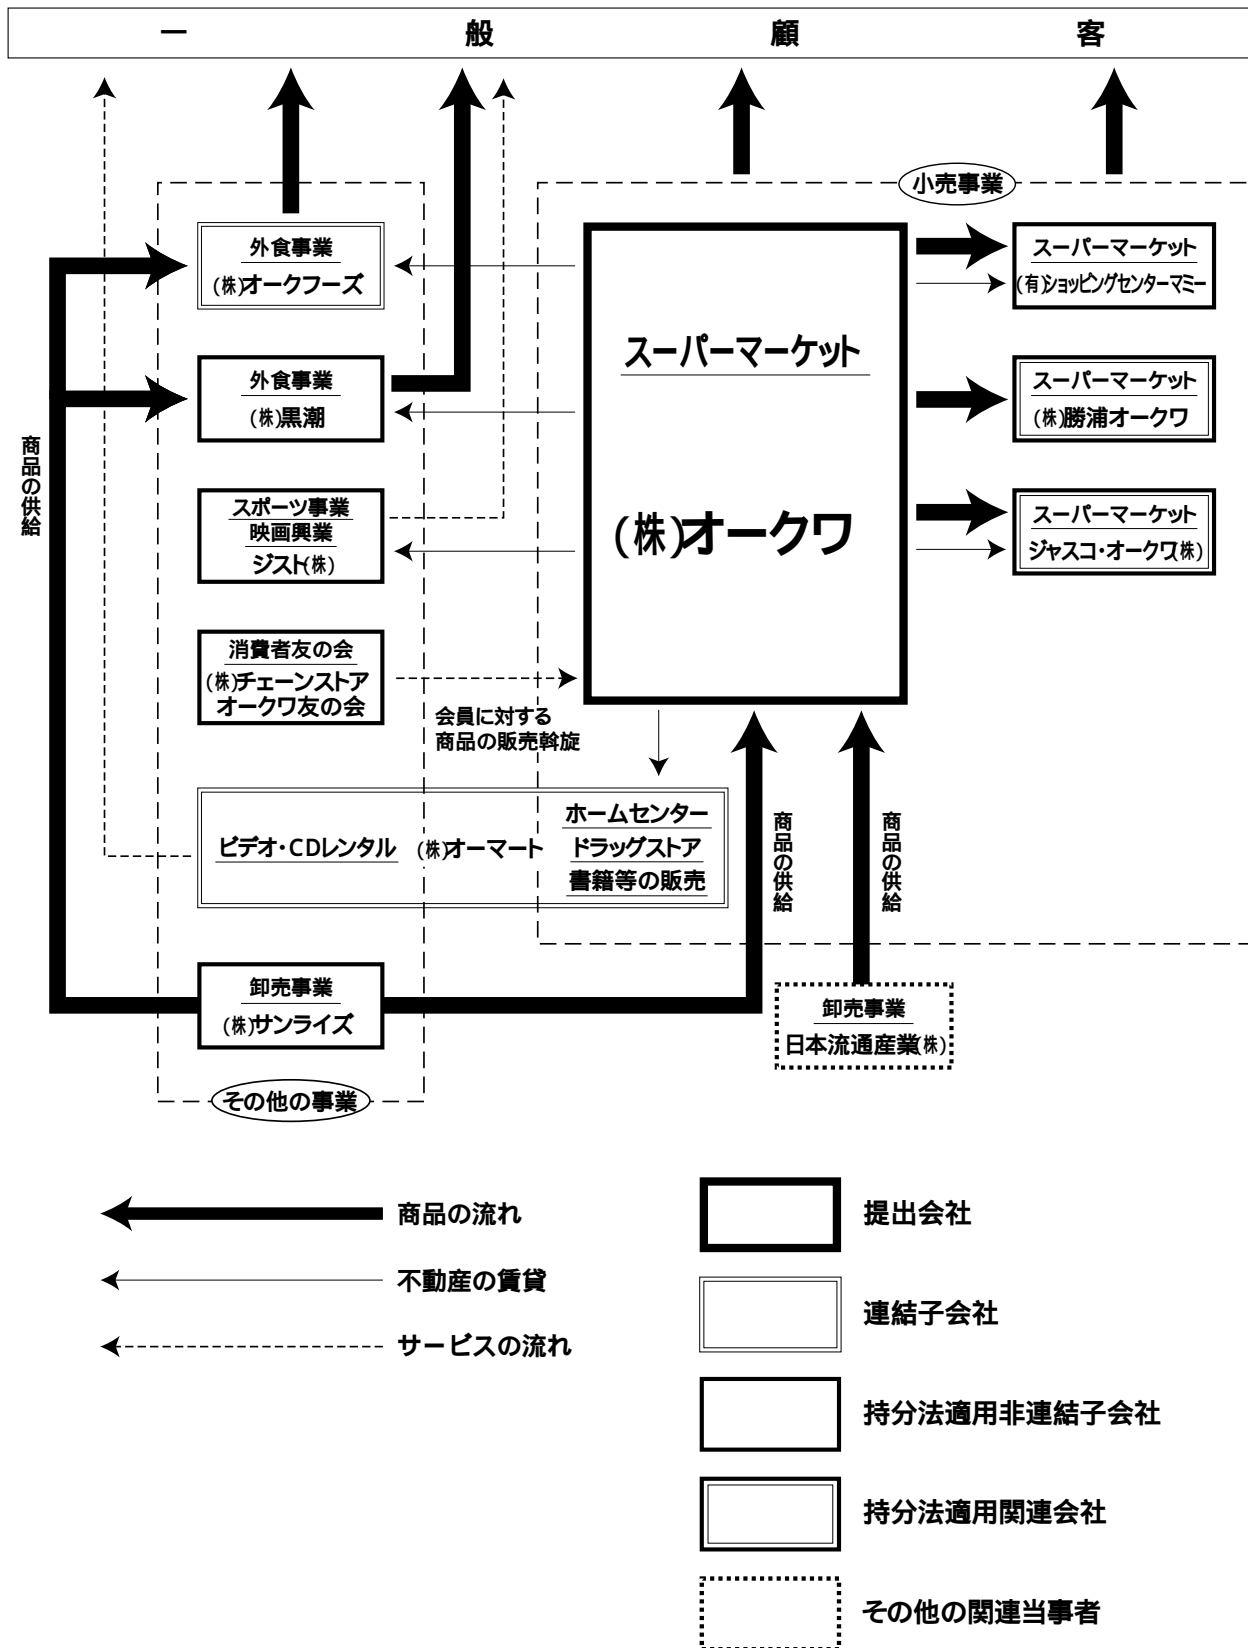 一般顧客
小売事業
外食事業
(株)オークフーズ
外食事業
(株)黒潮
スポーツ事業
映画興業
ジスト(株)
消費者友の会
(株)チェーンストア
オークワ友の会
商品の供給
スーパーマーケット
(株)オークワ
スーパーマーケット
(有)ショッピングセンターマミー
スーパーマーケット
(株)勝浦オークワ
スーパーマーケット
ジャスコ・オークワ(株)
会員に対する
商品の販売斡旋
ビデオ・CDレンタル
(株)オーマート
ホームセンター
ドラッグストア
書籍等の販売
商品の供給
商品の供給
卸売事業
(株)サンライズ
卸売事業
日本流通産業(株)
その他の事業
商品の流れ
不動産の賃貸
サービスの流れ
提出会社
連結子会社
持分法適用非連結子会社
持分法適用関連会社
その他の関連当事者